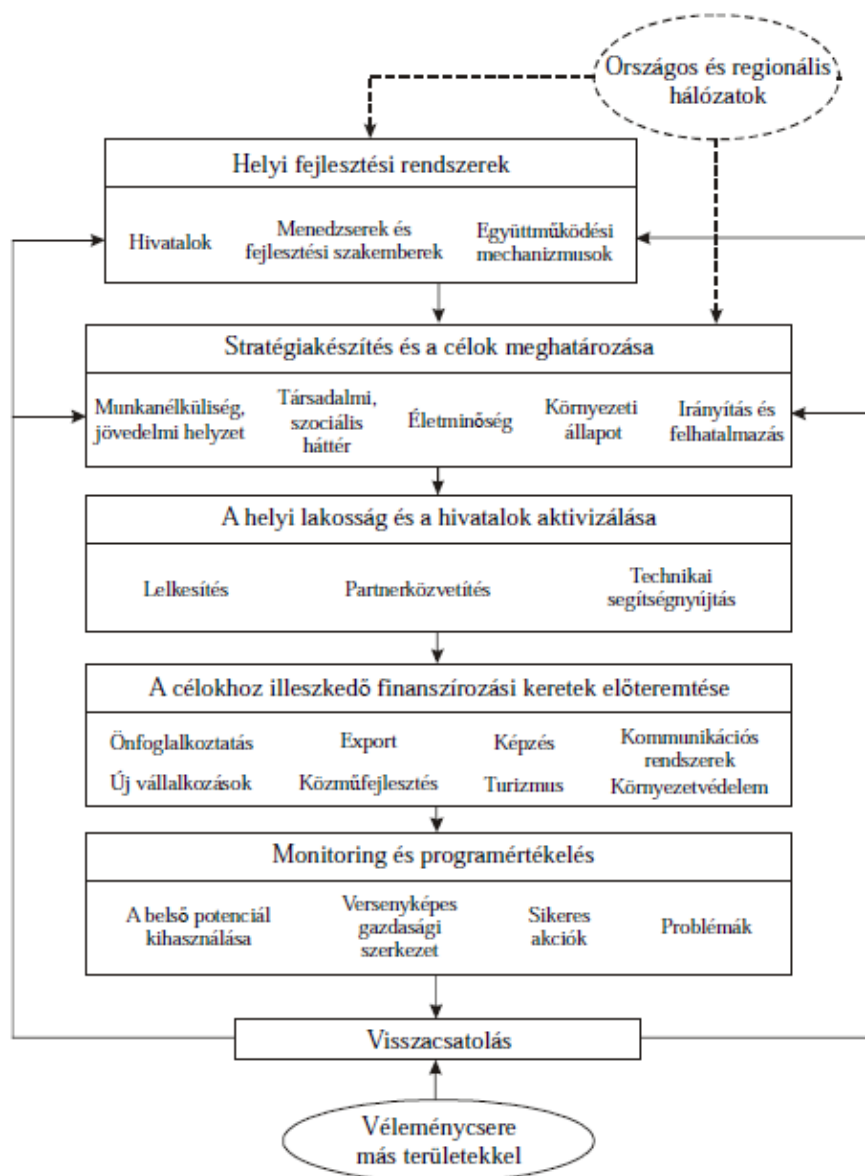 Országos és regionális
hálózatok
Helyi fejlesztési rendszerek
Hivatalok
Menedzserek és
fejlesztési szakemberek
Együttműködési
mechanizmusok
Stratégiakészítés és a célok meghatározása
Munkanélküliség,
jövedelmi helyzet
Társadalmi,
szociális
háttér
Életminőség
Környezeti
állapot
Irányítás és
felhatalmazás
A helyi lakosság és a hivatalok aktivizálása
Lelkesítés
Partnerközvetítés
Technikai
segítségnyújtás
A célokhoz illeszkedő finanszírozási keretek előteremtése
Önfoglalkoztatás
Export
Képzés
Kommunikációs
rendszerek
Új vállalkozások
Közműfejlesztés
Turizmus
Környezetvédelem
Monitoring és programértékelés
A belső potenciál
kihasználása
Versenyképes
gazdasági
szerkezet
Sikeres
akciók
Problémák
Visszacsatolás
Véleménycsere
más területekkel